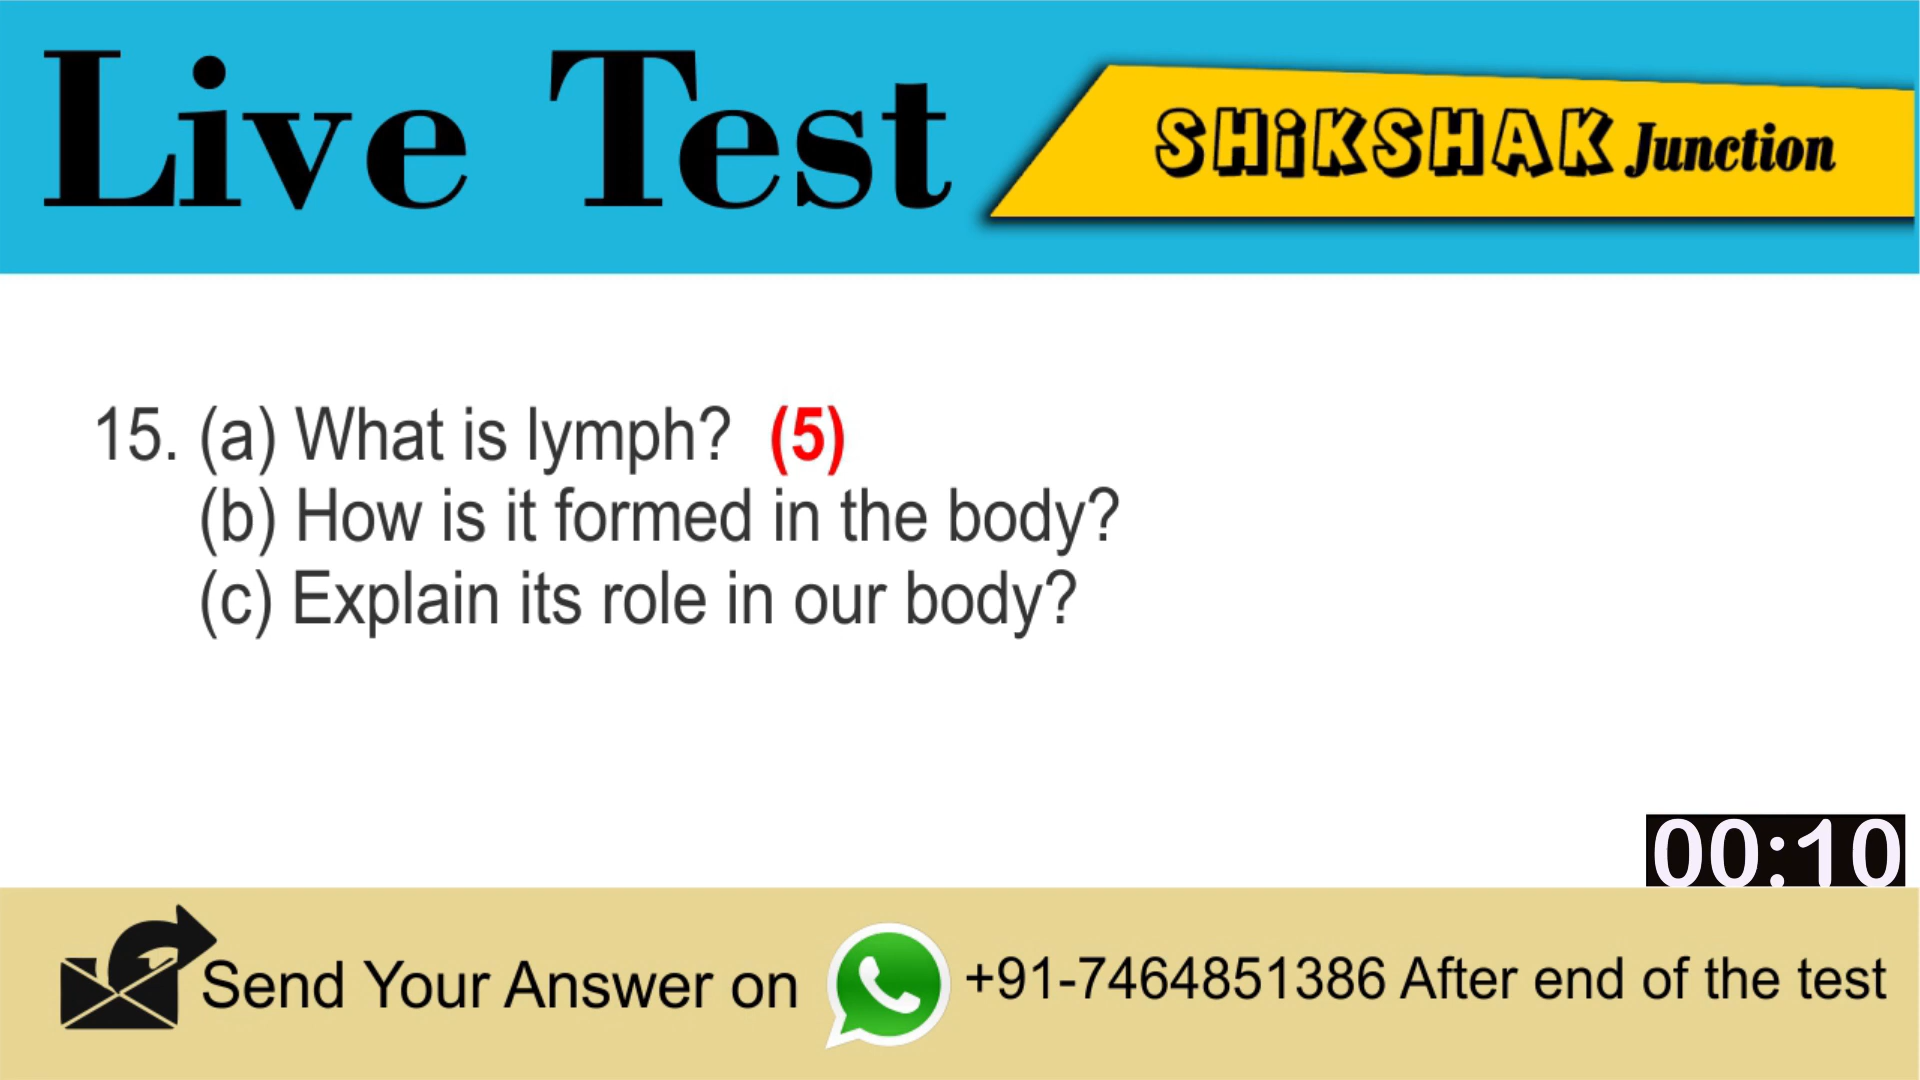 Live Test
SHiKSHAK Junction
15. (a) What is lymph? (5)
(b) How is it formed in the body?
(c) Explain its role in our body?
00:10
Send Your Answer on +91-7464851386 After end of the test